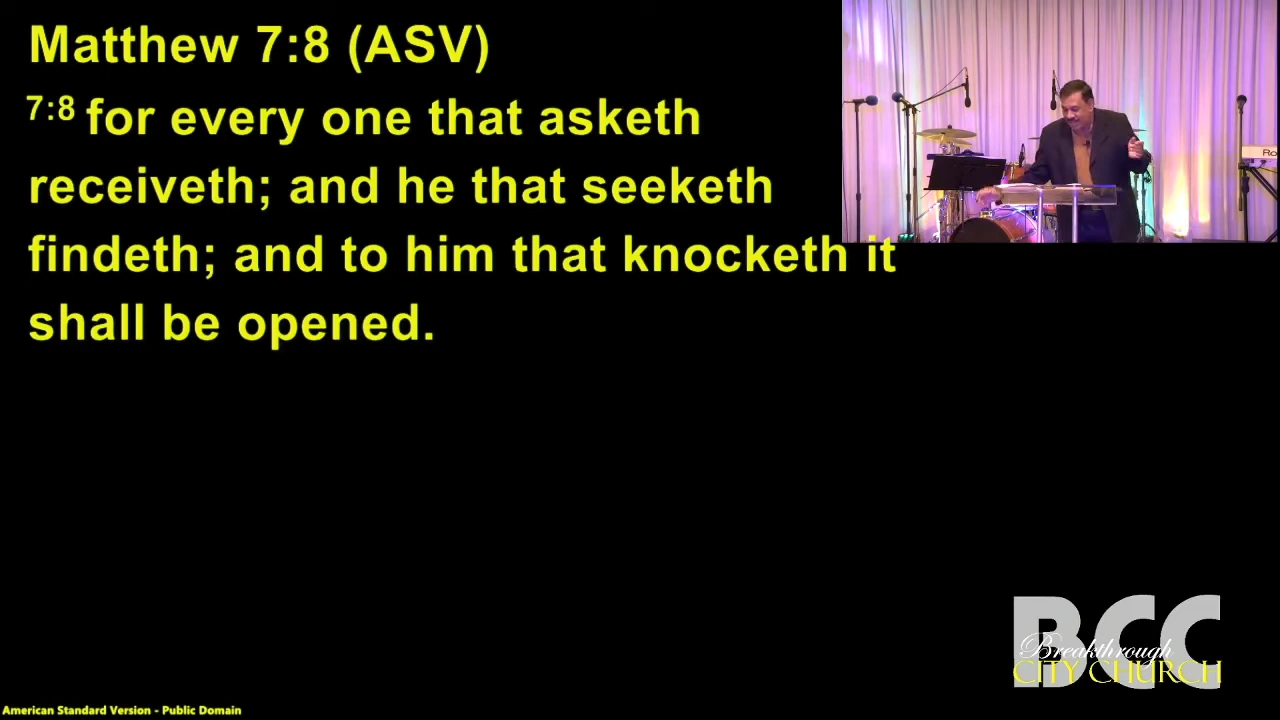 Matthew 7:8 (ASV)
7:8 for every one that asketh
receiveth; and he that seeketh
findeth; and to him that knocketh it
shall be opened.
Ro
BCC
Breakthrough
CITY CHURCH
American Standard Version - Public Domain